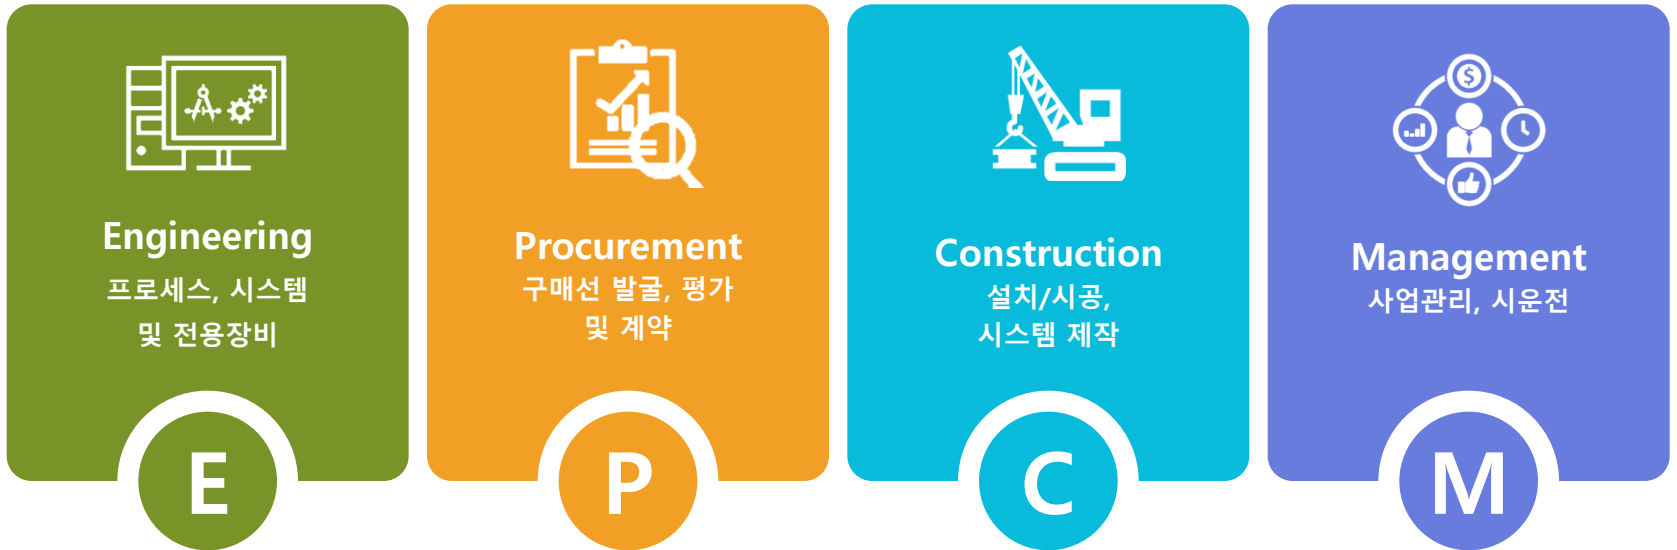 Engineering
프로세스, 시스템
및 전용장비
E
Procurement
구매선 발굴, 평가
및 계약
P
Construction
설치/시공,
시스템 제작
C
Management
사업관리, 시운전
M